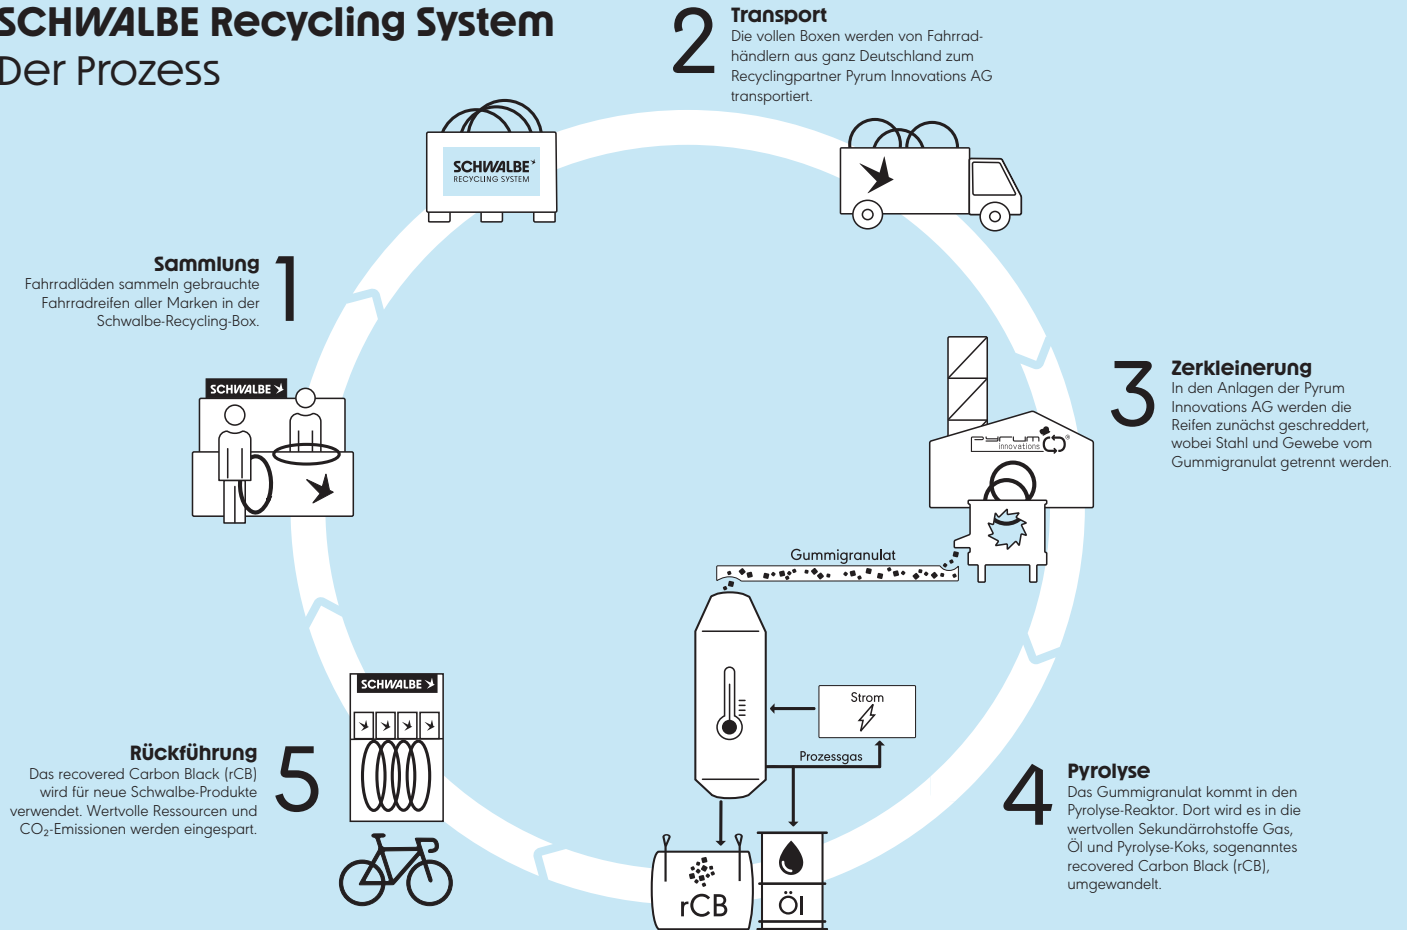 SCHWALBE Recycling System
Der Prozess
2
Transport
Die vollen Boxen werden von Fahrrad-
händlern aus ganz Deutschland zum
Recyclingpartner Pyrum Innovations AG
transportiert.
SCHWALBE
RECYCLING SYSTEM
1
Sammlung
Fahrradläden sammeln gebrauchte
Fahrradreifen aller Marken in der
Schwalbe-Recycling-Box.
SCHWALBE
3
Zerkleinerung
In den Anlagen der Pyrum
Innovations AG werden die
Reifen zunächst geschreddert,
wobei Stahl und Gewebe vom
Gummigranulat getrennt werden.
pyrum
innovations ®
Gummigranulat
Strom
Prozessgas
4
Pyrolyse
Das Gummigranulat kommt in den
Pyrolyse-Reaktor. Dort wird es in die
wertvollen Sekundärrohstoffe Gas,
Öl und Pyrolyse-Koks, sogenanntes
recovered Carbon Black (rCB),
umgewandelt.
rCB
Öl
5
Rückführung
Das recovered Carbon Black (rCB)
wird für neue Schwalbe-Produkte
verwendet. Wertvolle Ressourcen und
CO₂-Emissionen werden eingespart.
SCHWALBE